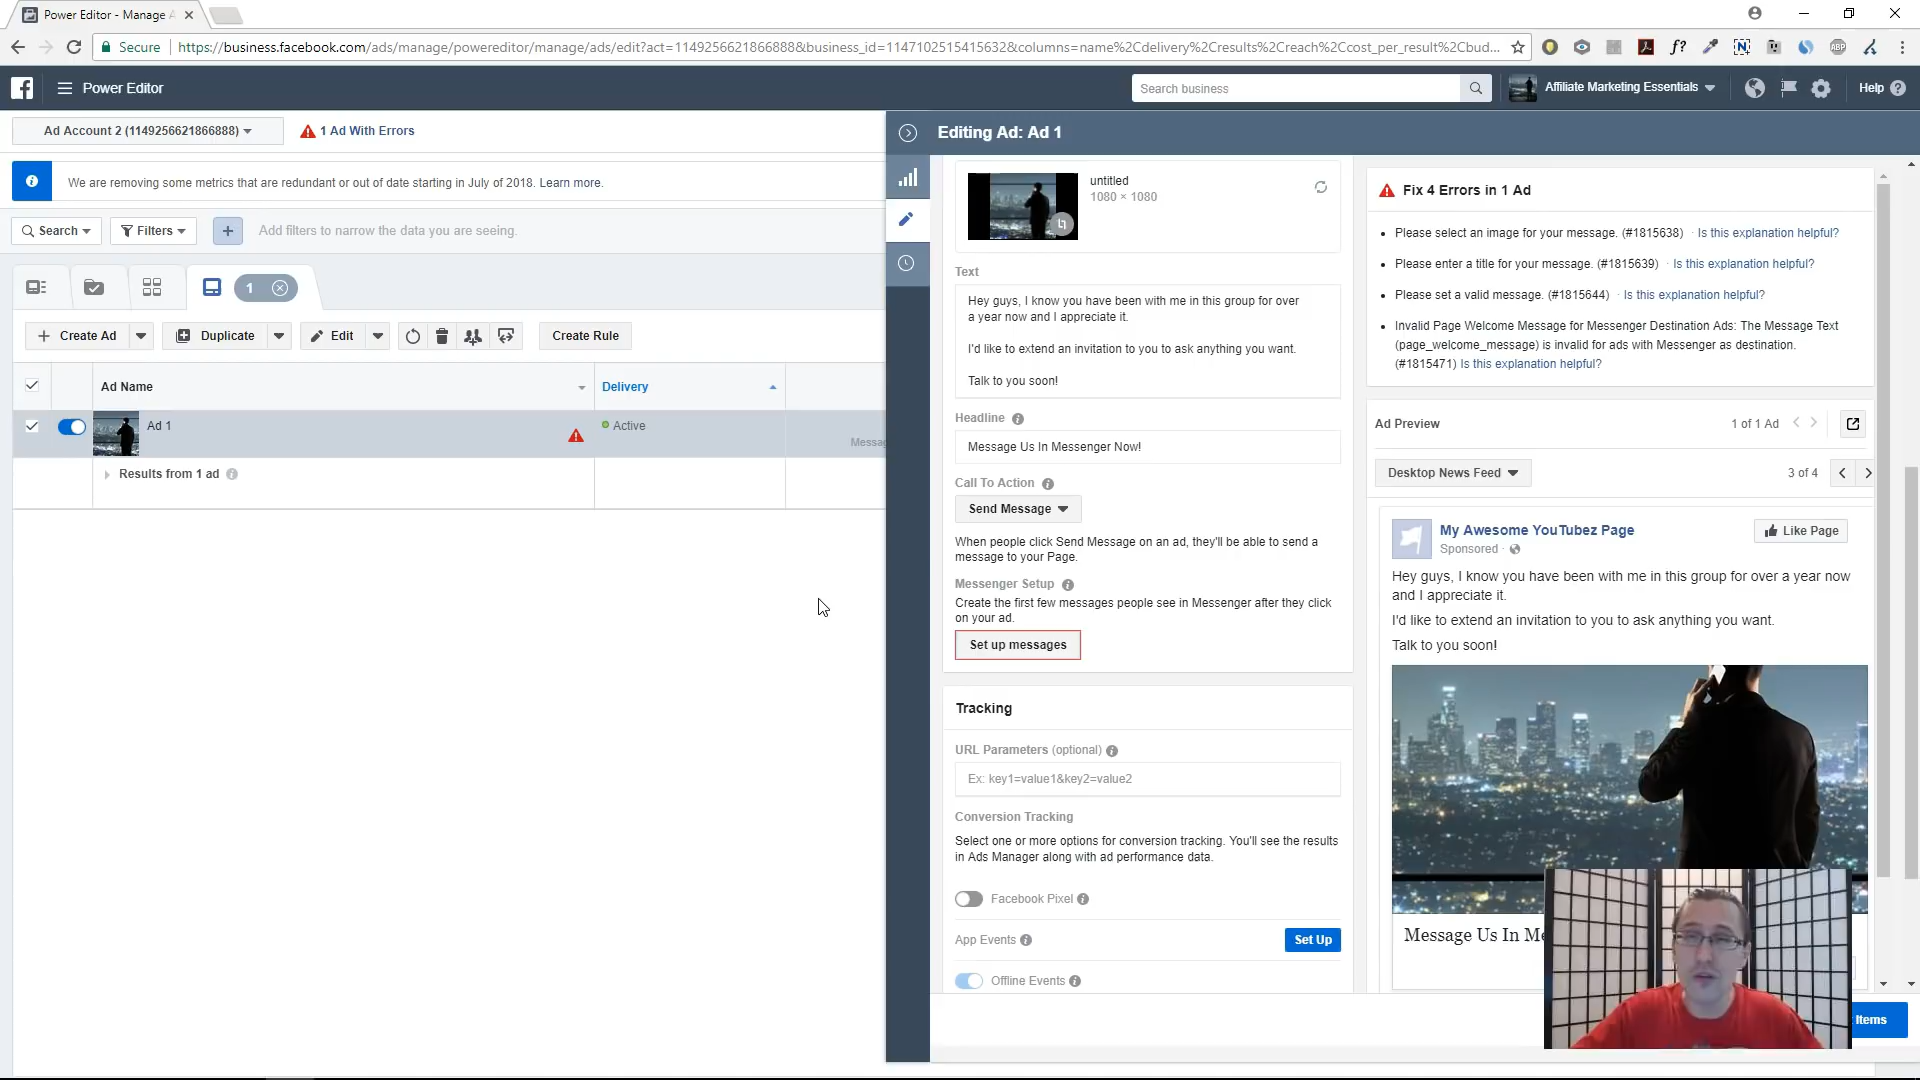 Power Editor - Manage A
Secure
https://business.facebook.com/ads/manage/powereditor/manage/ads/edit?act=1149256621866888&business_id=1147102515415632&columns=name%2Cdelivery%2Cresults%2Creach%2Ccost_per_result%2Cbud...
f?
ABP
Power Editor
Search business
Affiliate Marketing Essentials
Help
Ad Account 2 (1149256621866888)
1 Ad With Errors
Editing Ad: Ad 1
We are removing some metrics that are redundant or out of date starting in July of 2018. Learn more.
Search
Filters
Add filters to narrow the data you are seeing.
1
Create Ad
Duplicate
Edit
Create Rule
Ad Name
Delivery
Ad 1
Active
Messag
Results from 1 ad
untitled
1080 × 1080
Text
Hey guys, I know you have been with me in this group for over
a year now and I appreciate it.
I'd like to extend an invitation to you to ask anything you want.
Talk to you soon!
Headline
Message Us In Messenger Now!
Call To Action
Send Message
When people click Send Message on an ad, they'll be able to send a
message to your Page.
Messenger Setup
Create the first few messages people see in Messenger after they click
on your ad.
Set up messages
Tracking
URL Parameters (optional)
Ex: key1=value1&key2=value2
Conversion Tracking
Select one or more options for conversion tracking. You'll see the results
in Ads Manager along with ad performance data.
Facebook Pixel
App Events
Set Up
Offline Events
Fix 4 Errors in 1 Ad
Please select an image for your message. (#1815638) · Is this explanation helpful?
Please enter a title for your message. (#1815639) · Is this explanation helpful?
Please set a valid message. (#1815644) · Is this explanation helpful?
Invalid Page Welcome Message for Messenger Destination Ads: The Message Text
(page_welcome_message) is invalid for ads with Messenger as destination.
(#1815471) Is this explanation helpful?
Ad Preview
1 of 1 Ad
Desktop News Feed
3 of 4
My Awesome YouTubez Page
Sponsored ·
Like Page
Hey guys, I know you have been with me in this group for over a year now
and I appreciate it.
I'd like to extend an invitation to you to ask anything you want.
Talk to you soon!
Message Us In Me
Items